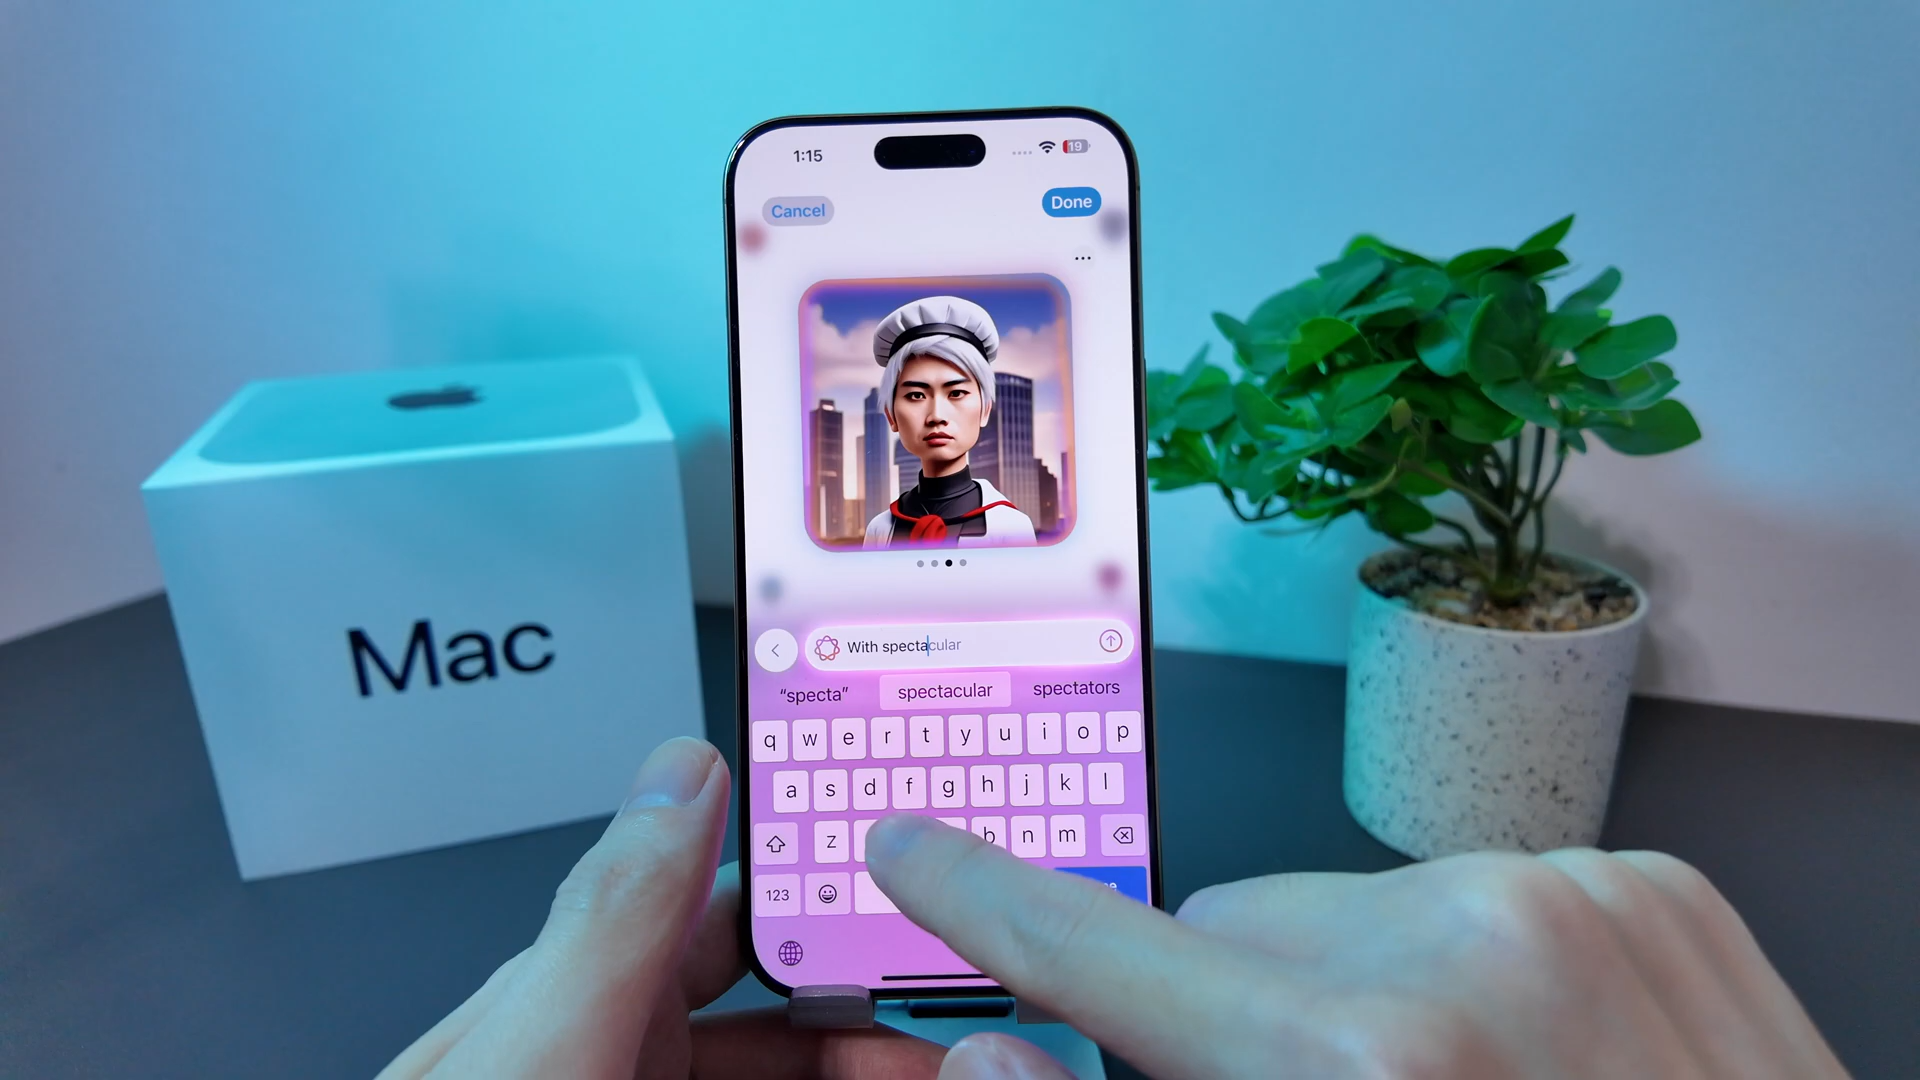 1:15
19
Cancel
Done
Mac
With spectacular
“specta”
spectacular
spectators
q w e r t y u i o p
a s d f g h j k l
z b n m
123